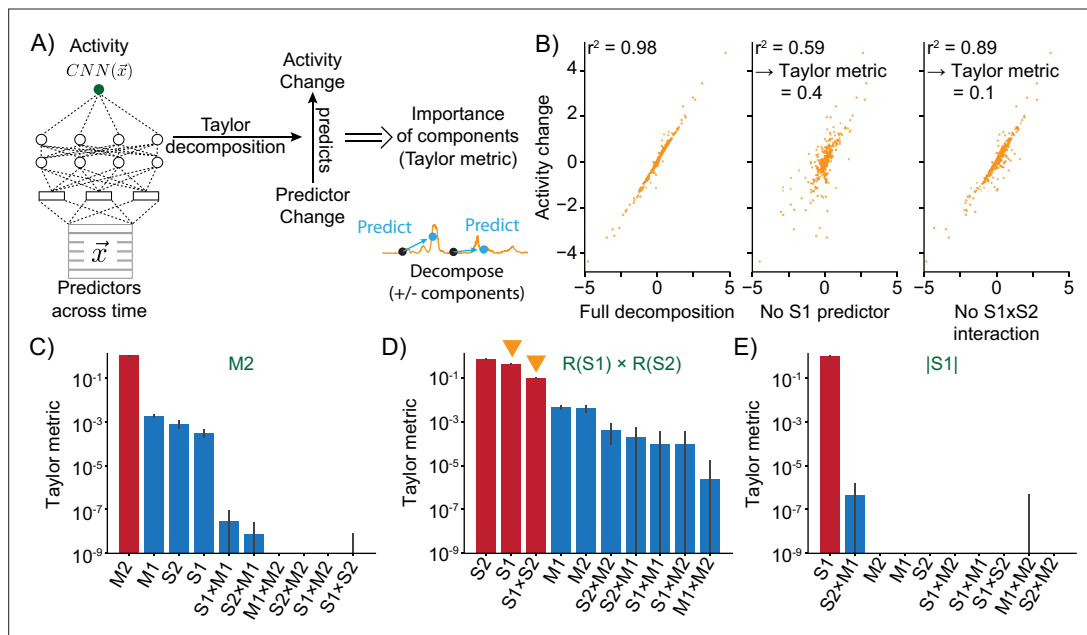 A)
Activity
CNN(x⃗)
Taylor
decomposition
Activity
Change
predicts
Predictor
Change
Importance
of components
(Taylor metric)
x⃗
Predictors
across time
Predict
Predict
Decompose
(+/- components)
B)
Activity change
4
2
0
−2
−4
r² = 0.98
−5 0 5
Full decomposition
r² = 0.59
→ Taylor metric
= 0.4
−5 0 5
No S1 predictor
r² = 0.89
→ Taylor metric
= 0.1
−5 0 5
No S1xS2
interaction
C)
M2
Taylor metric
10⁻¹
10⁻³
10⁻⁵
10⁻⁷
10⁻⁹
M2
M1
S2
S1
S1×M1
S2×M1
M1×M2
S2×M2
S1×M2
S1×S2
D)
R(S1) × R(S2)
Taylor metric
10⁻¹
10⁻³
10⁻⁵
10⁻⁷
10⁻⁹
S2
S1
S1×S2
M1
M2
S2×M2
S2×M1
S1×M1
S1×M2
M1×M2
E)
|S1|
Taylor metric
10⁻¹
10⁻³
10⁻⁵
10⁻⁷
10⁻⁹
S1
S2×M1
M2
M1
S2
S1×M2
S1×M1
S1×S2
M1×M2
S2×M2